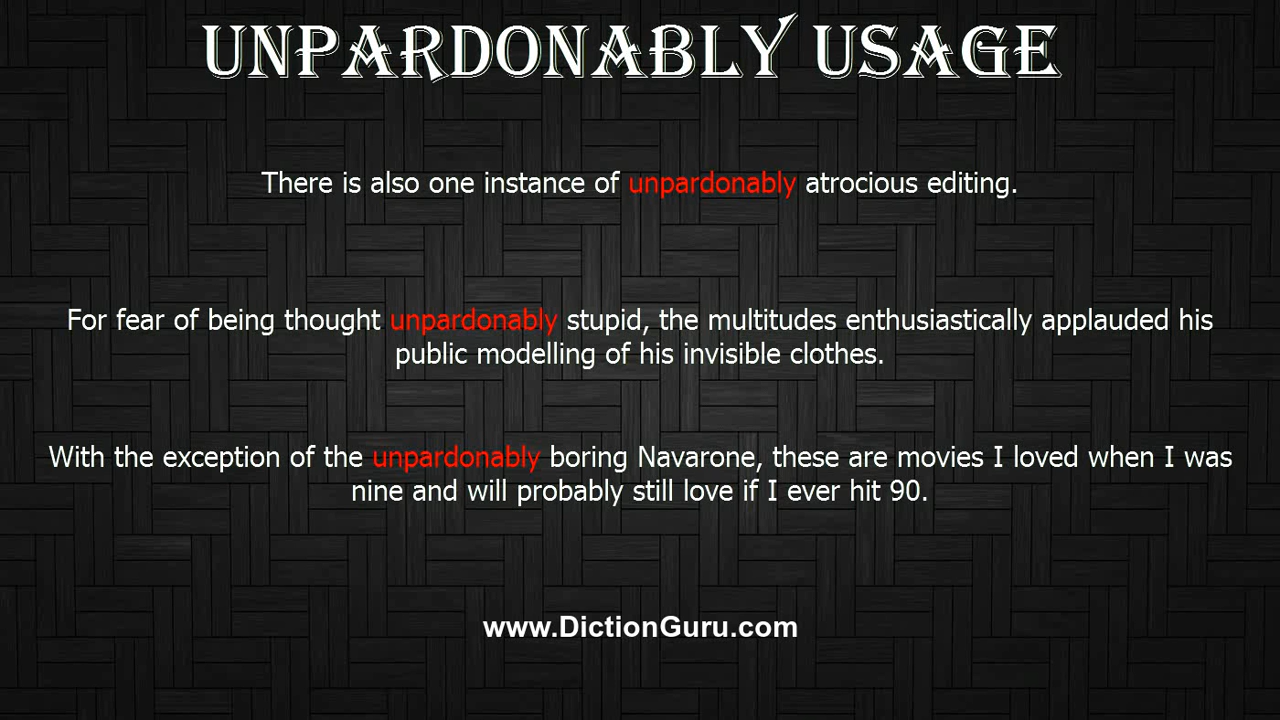 UNPARDONABLY USAGE
There is also one instance of unpardonably atrocious editing.
For fear of being thought unpardonably stupid, the multitudes enthusiastically applauded his
public modelling of his invisible clothes.
With the exception of the unpardonably boring Navarone, these are movies I loved when I was
nine and will probably still love if I ever hit 90.
www.DictionGuru.com